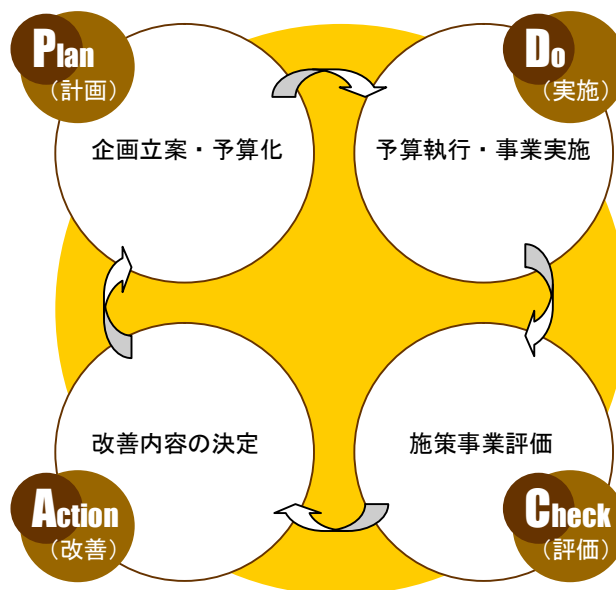 Plan
（計画）
企画立案・予算化
Do
（実施）
予算執行・事業実施
改善内容の決定
Action
（改善）
施策事業評価
Check
（評価）